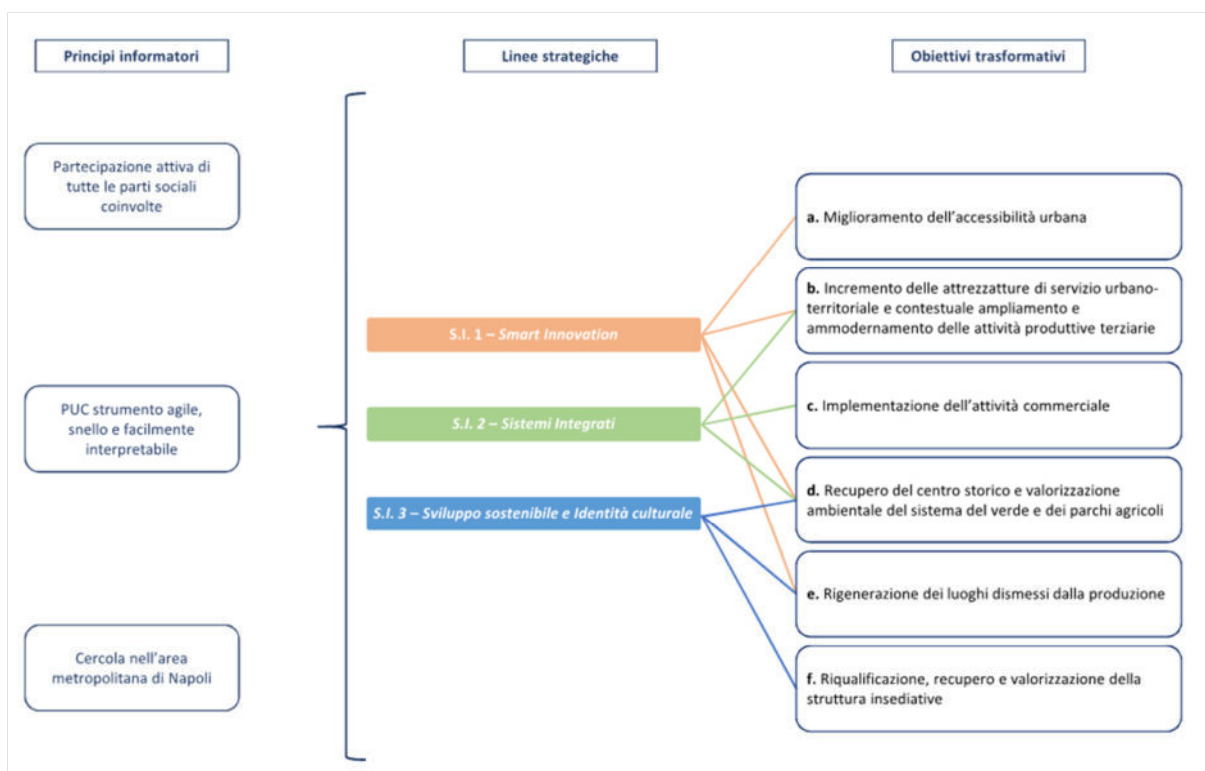 Principi informatori
Linee strategiche
Obiettivi trasformativi
Partecipazione attiva di
tutte le parti sociali
coinvolte
PUC strumento agile,
snello e facilmente
interpretabile
Cercola nell'area
metropolitana di Napoli
S.I. 1 – Smart Innovation
S.I. 2 – Sistemi Integrati
S.I. 3 – Sviluppo sostenibile e Identità culturale
a. Miglioramento dell'accessibilità urbana
b. Incremento delle attrezzature di servizio urbano-
territoriale e contestuale ampliamento e
ammodernamento delle attività produttive terziarie
c. Implementazione dell'attività commerciale
d. Recupero del centro storico e valorizzazione
ambientale del sistema del verde e dei parchi agricoli
e. Rigenerazione dei luoghi dismessi dalla produzione
f. Riqualificazione, recupero e valorizzazione della
struttura insediative